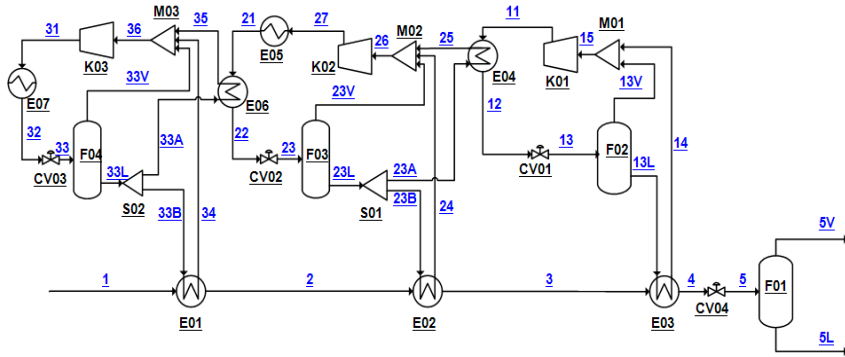 31 36 M03 35 21 27 M02 25 11 15 M01
K03 E05 26 K02 E04 K01
33V 13V
E07 E06 23V 12
32 33 F04 33A 22 23 F03 13 F02 14
CV03 33L CV02 23L 23A CV01 13L
S02 S01 23B
33B 34 24 5V
1 2 3 4 5 F01
E01 E02 E03 CV04
5L